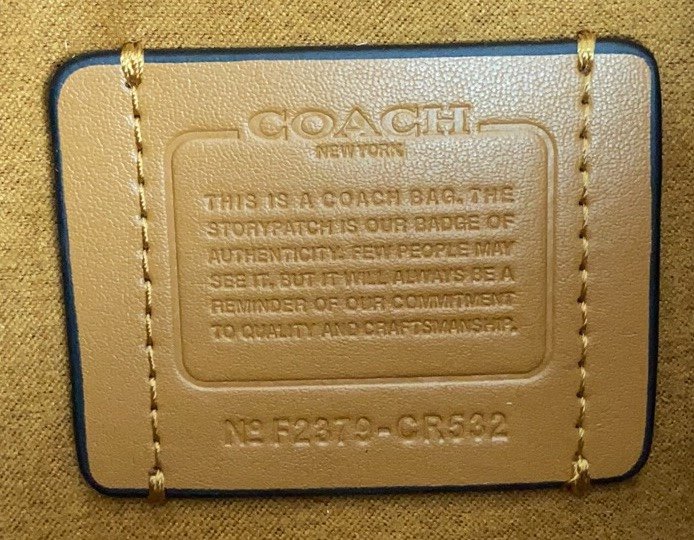 COACH
NEW YORK
THIS IS A COACH BAG. THE
STORYPATCH IS OUR BADGE OF
AUTHENTICITY. FEW PEOPLE MAY
SEE IT, BUT IT WILL ALWAYS BE A
REMINDER OF OUR COMMITMENT
TO QUALITY AND CRAFTSMANSHIP.
Nº F2379-CR532